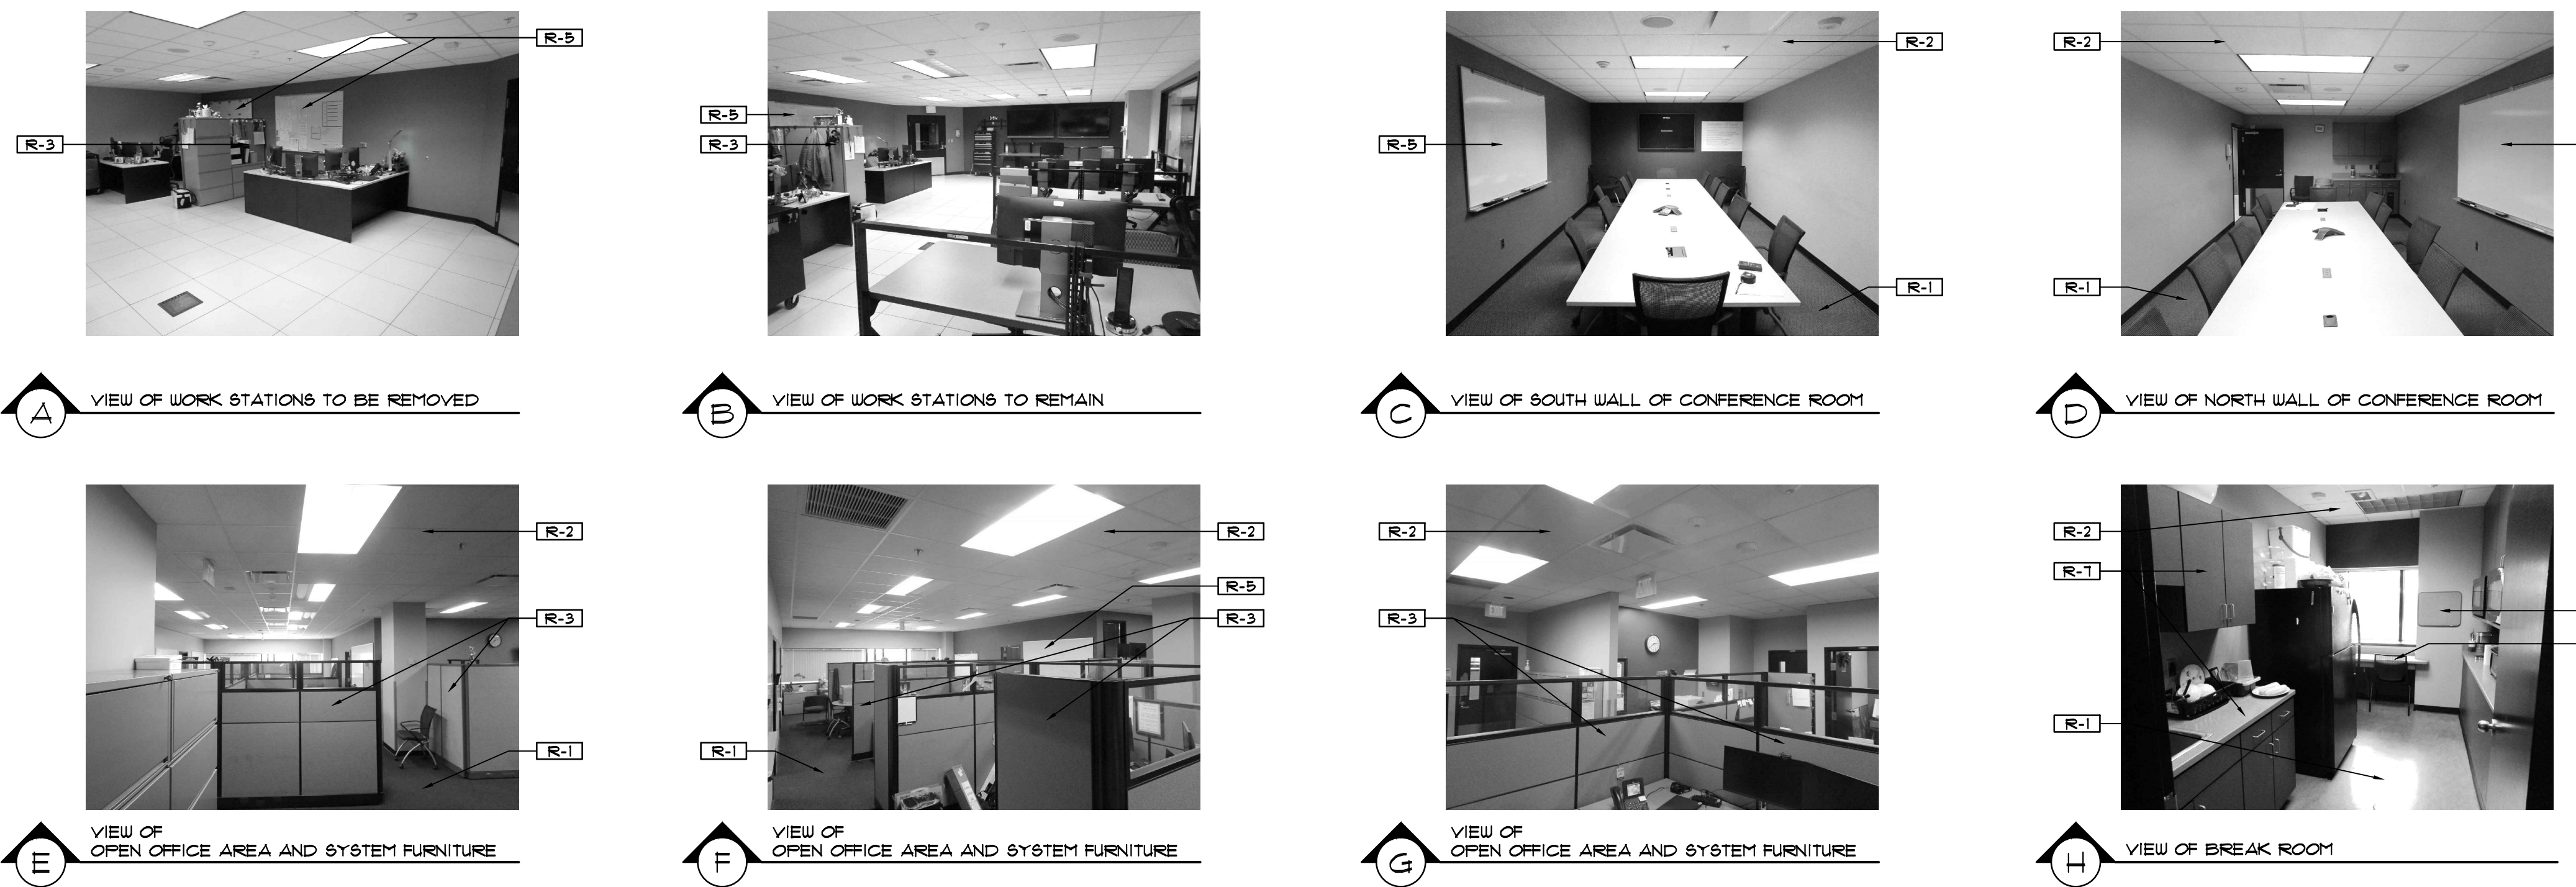 R-5
R-3
A
VIEW OF WORK STATIONS TO BE REMOVED
R-5
R-3
B
VIEW OF WORK STATIONS TO REMAIN
R-2
R-5
R-1
C
VIEW OF SOUTH WALL OF CONFERENCE ROOM
R-2
R-1
D
VIEW OF NORTH WALL OF CONFERENCE ROOM
R-2
R-3
R-1
E
VIEW OF
OPEN OFFICE AREA AND SYSTEM FURNITURE
R-2
R-5
R-3
R-1
F
VIEW OF
OPEN OFFICE AREA AND SYSTEM FURNITURE
R-2
R-3
G
VIEW OF
OPEN OFFICE AREA AND SYSTEM FURNITURE
R-2
R-7
R-1
H
VIEW OF BREAK ROOM